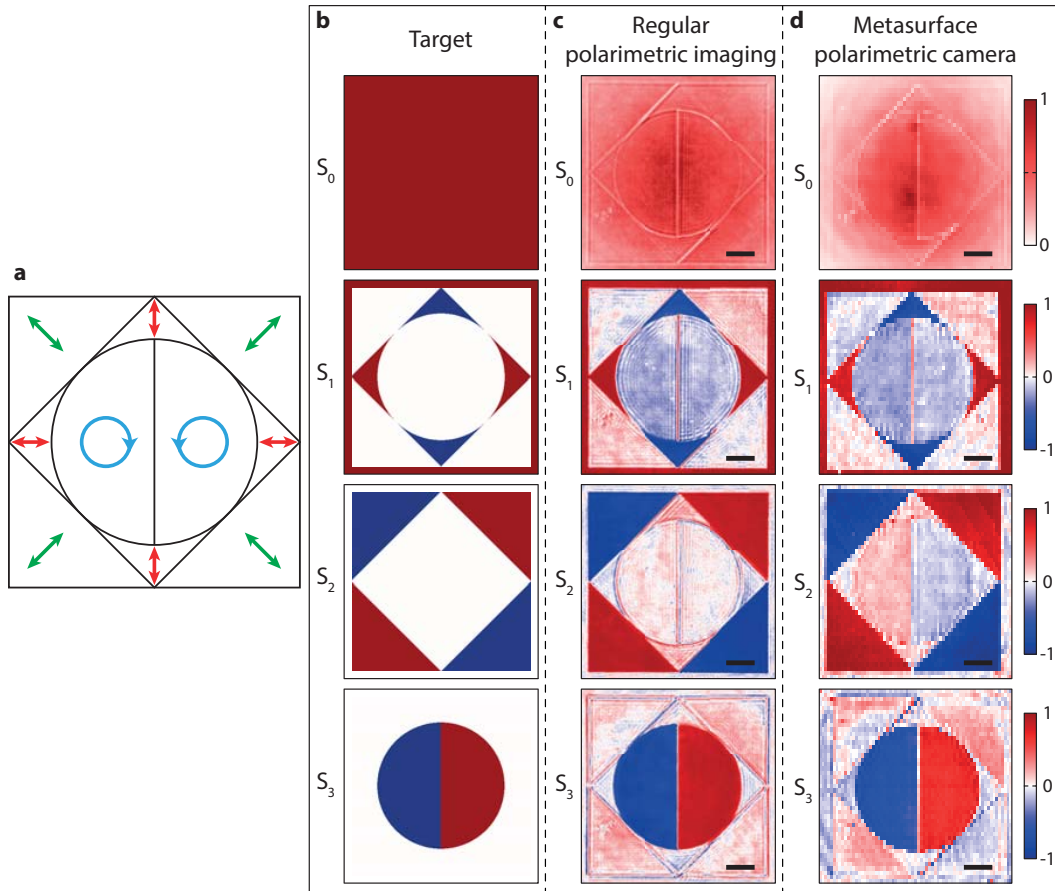 a
b
Target
c
Regular
polarimetric imaging
d
Metasurface
polarimetric camera
S0
S0
S0
1
0
S1
S1
S1
1
0
-1
S2
S2
S2
1
0
-1
S3
S3
S3
1
0
-1